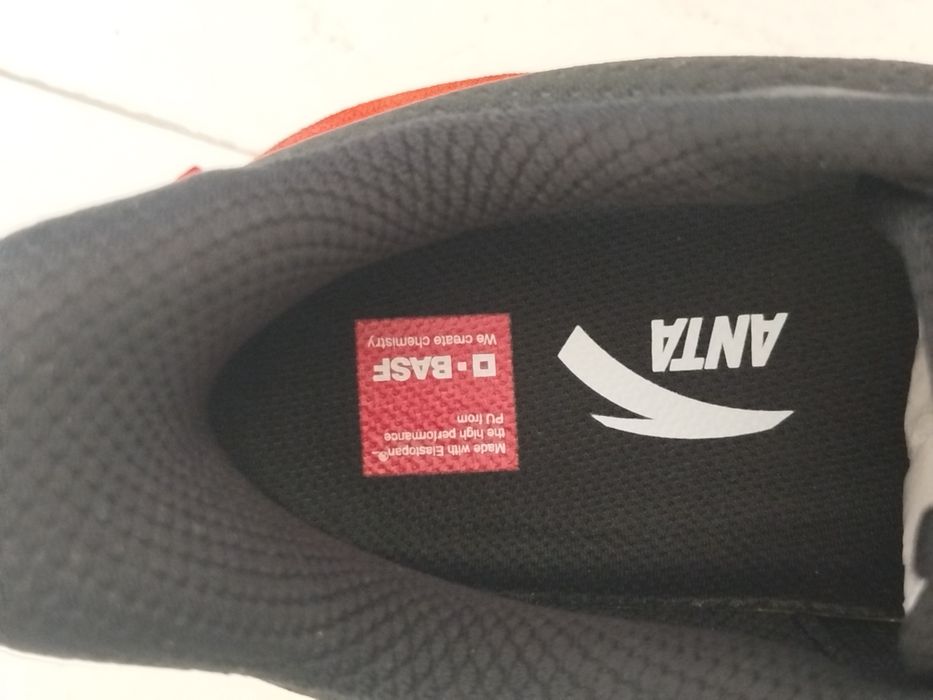 ANTA
Made with Elastopan®–
the high performance
PU from
BASF
We create chemistry